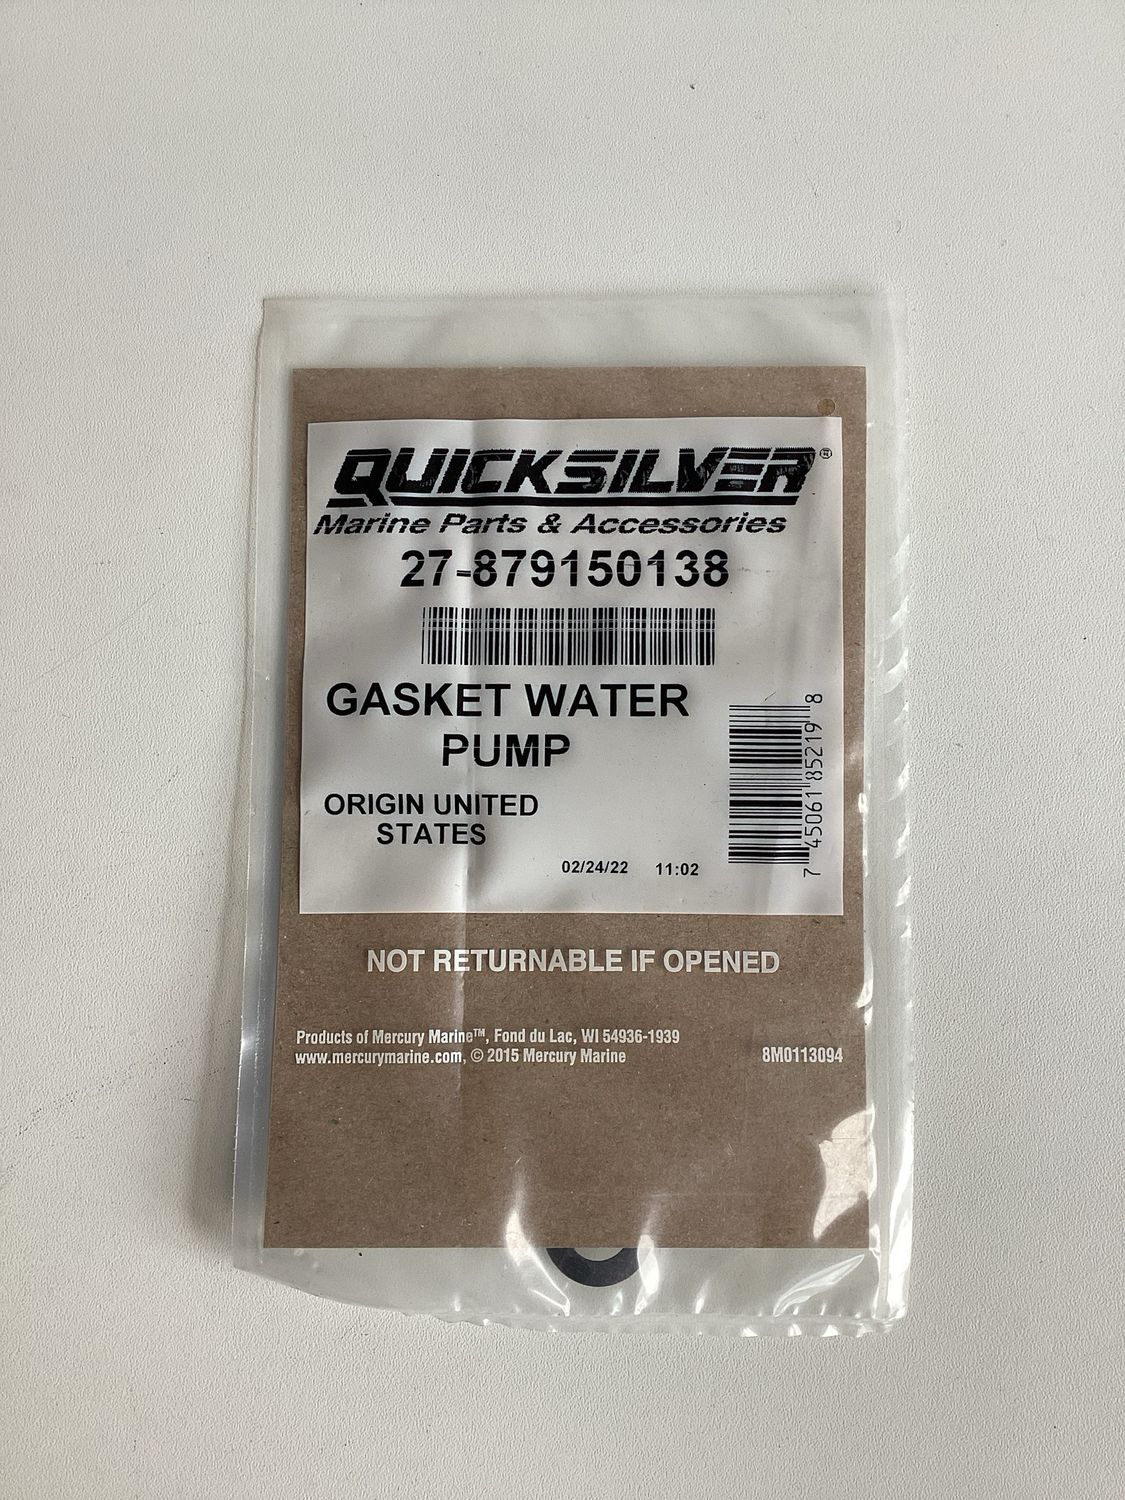 QUICKSILVER®
Marine Parts & Accessories
27-879150138
GASKET WATER
PUMP
ORIGIN UNITED
STATES
02/24/22 11:02
7 45061 85219 8
NOT RETURNABLE IF OPENED
Products of Mercury Marine™, Fond du Lac, WI 54936-1939
www.mercurymarine.com, © 2015 Mercury Marine
8M0113094